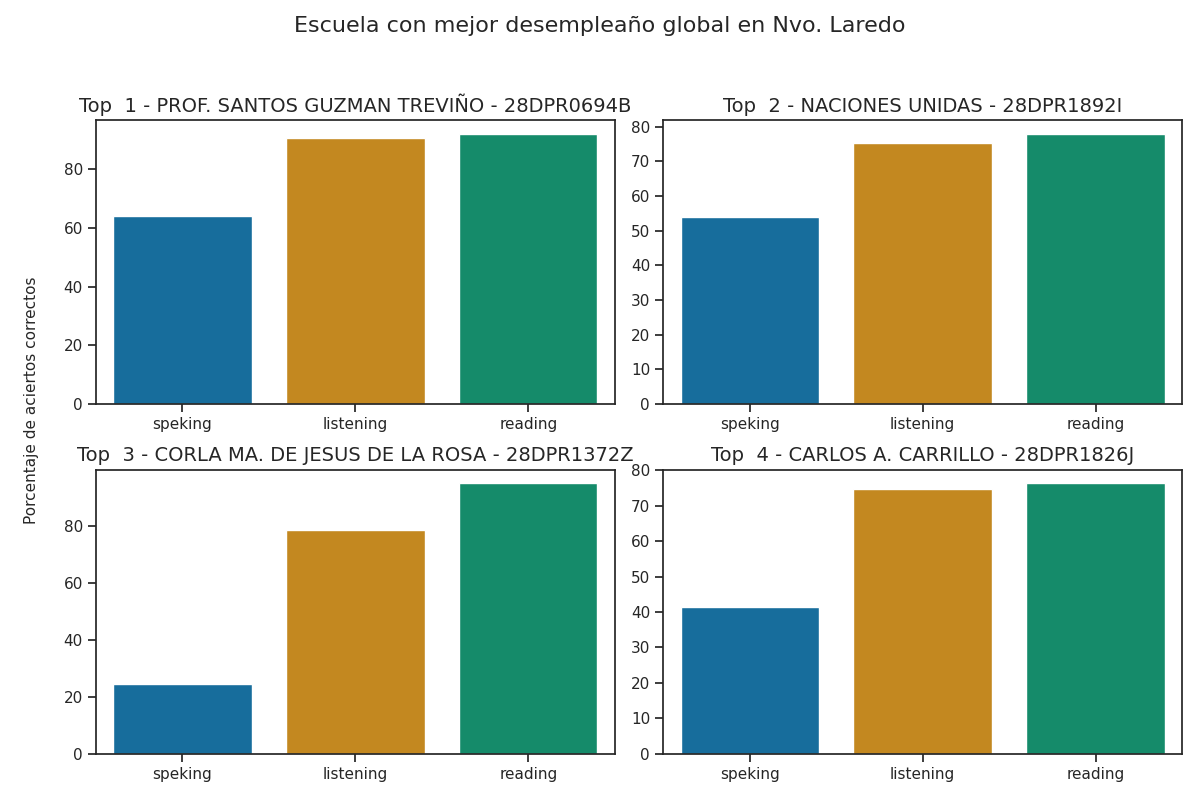 Escuela con mejor desempleaño global en Nvo. Laredo
Porcentaje de aciertos correctos
Top  1 - PROF. SANTOS GUZMAN TREVIÑO - 28DPR0694B
80
60
40
20
0
speking listening reading
Top  2 - NACIONES UNIDAS - 28DPR1892I
80
70
60
50
40
30
20
10
0
speking listening reading
Top  3 - CORLA MA. DE JESUS DE LA ROSA - 28DPR1372Z
80
60
40
20
0
speking listening reading
Top  4 - CARLOS A. CARRILLO - 28DPR1826J
80
70
60
50
40
30
20
10
0
speking listening reading